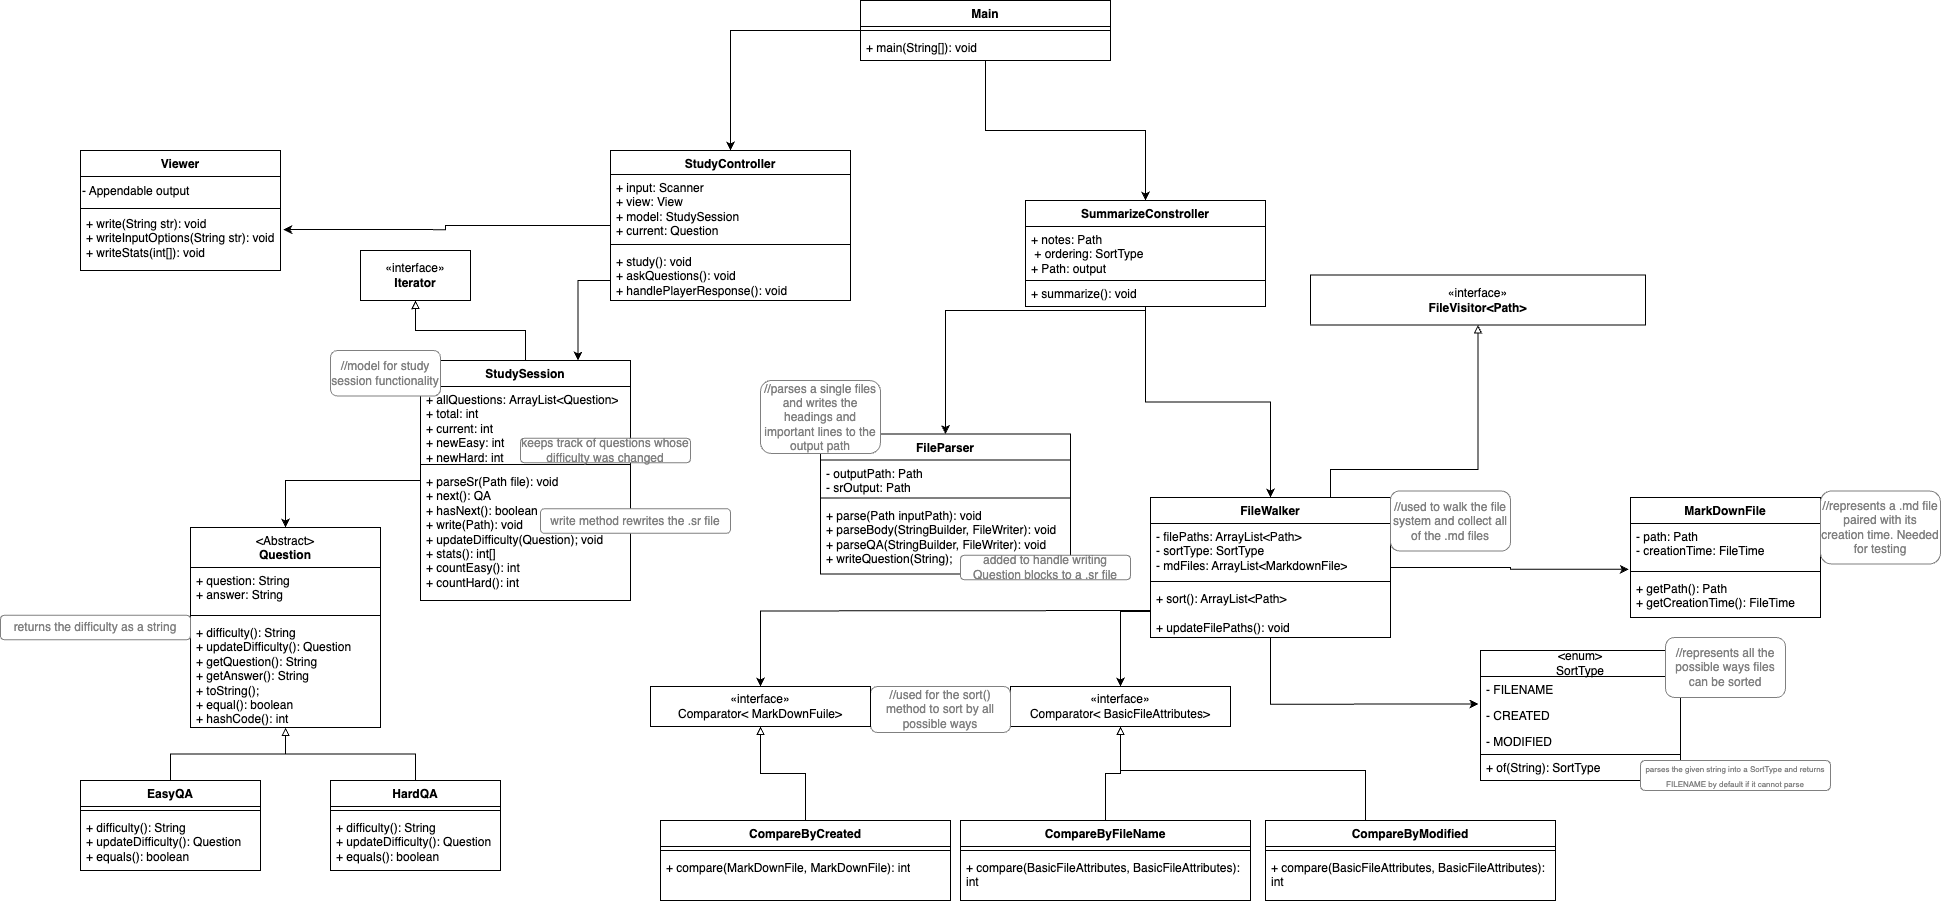 Main
+ main(String[]): void
Viewer
- Appendable output
+ write(String str): void
+ writeInputOptions(String str): void
+ writeStats(int[]): void
StudyController
+ input: Scanner
+ view: View
+ model: StudySession
+ current: Question
+ study(): void
+ askQuestions(): void
+ handlePlayerResponse(): void
SummarizeConstroller
+ notes: Path
+ ordering: SortType
+ Path: output
+ summarize(): void
«interface»
Iterator
«interface»
FileVisitor<Path>
//model for study
session functionality
StudySession
+ allQuestions: ArrayList<Question>
+ total: int
+ current: int
+ newEasy: int
+ newHard: int
keeps track of questions whose
difficulty was changed
+ parseSr(Path file): void
+ next(): QA
+ hasNext(): boolean
+ write(Path): void
+ updateDifficulty(Question); void
+ stats(): int[]
+ countEasy(): int
+ countHard(): int
write method rewrites the .sr file
//parses a single files
and writes the
headings and
important lines to the
output path
FileParser
- outputPath: Path
- srOutput: Path
+ parse(Path inputPath): void
+ parseBody(StringBuilder, FileWriter): void
+ parseQA(StringBuilder, FileWriter): void
+ writeQuestion(String);
added to handle writing
Question blocks to a .sr file
FileWalker
- filePaths: ArrayList<Path>
- sortType: SortType
- mdFiles: ArrayList<MarkdownFile>
+ sort(): ArrayList<Path>
+ updateFilePaths(): void
//used to walk the file
system and collect all
of the .md files
MarkDownFile
- path: Path
- creationTime: FileTime
+ getPath(): Path
+ getCreationTime(): FileTime
//represents a .md file
paired with its
creation time. Needed
for testing
<Abstract>
Question
+ question: String
+ answer: String
+ difficulty(): String
+ updateDifficulty(): Question
+ getQuestion(): String
+ getAnswer(): String
+ toString();
+ equal(): boolean
+ hashCode(): int
returns the difficulty as a string
«interface»
Comparator< MarkDownFuile>
//used for the sort()
method to sort by all
possible ways
«interface»
Comparator< BasicFileAttributes>
<enum>
SortType
- FILENAME
- CREATED
- MODIFIED
+ of(String): SortType
//represents all the
possible ways files
can be sorted
parses the given string into a SortType and returns
FILENAME by default if it cannot parse
EasyQA
+ difficulty(): String
+ updateDifficulty(): Question
+ equals(): boolean
HardQA
+ difficulty(): String
+ updateDifficulty(): Question
+ equals(): boolean
CompareByCreated
+ compare(MarkDownFile, MarkDownFile): int
CompareByFileName
+ compare(BasicFileAttributes, BasicFileAttributes):
int
CompareByModified
+ compare(BasicFileAttributes, BasicFileAttributes):
int